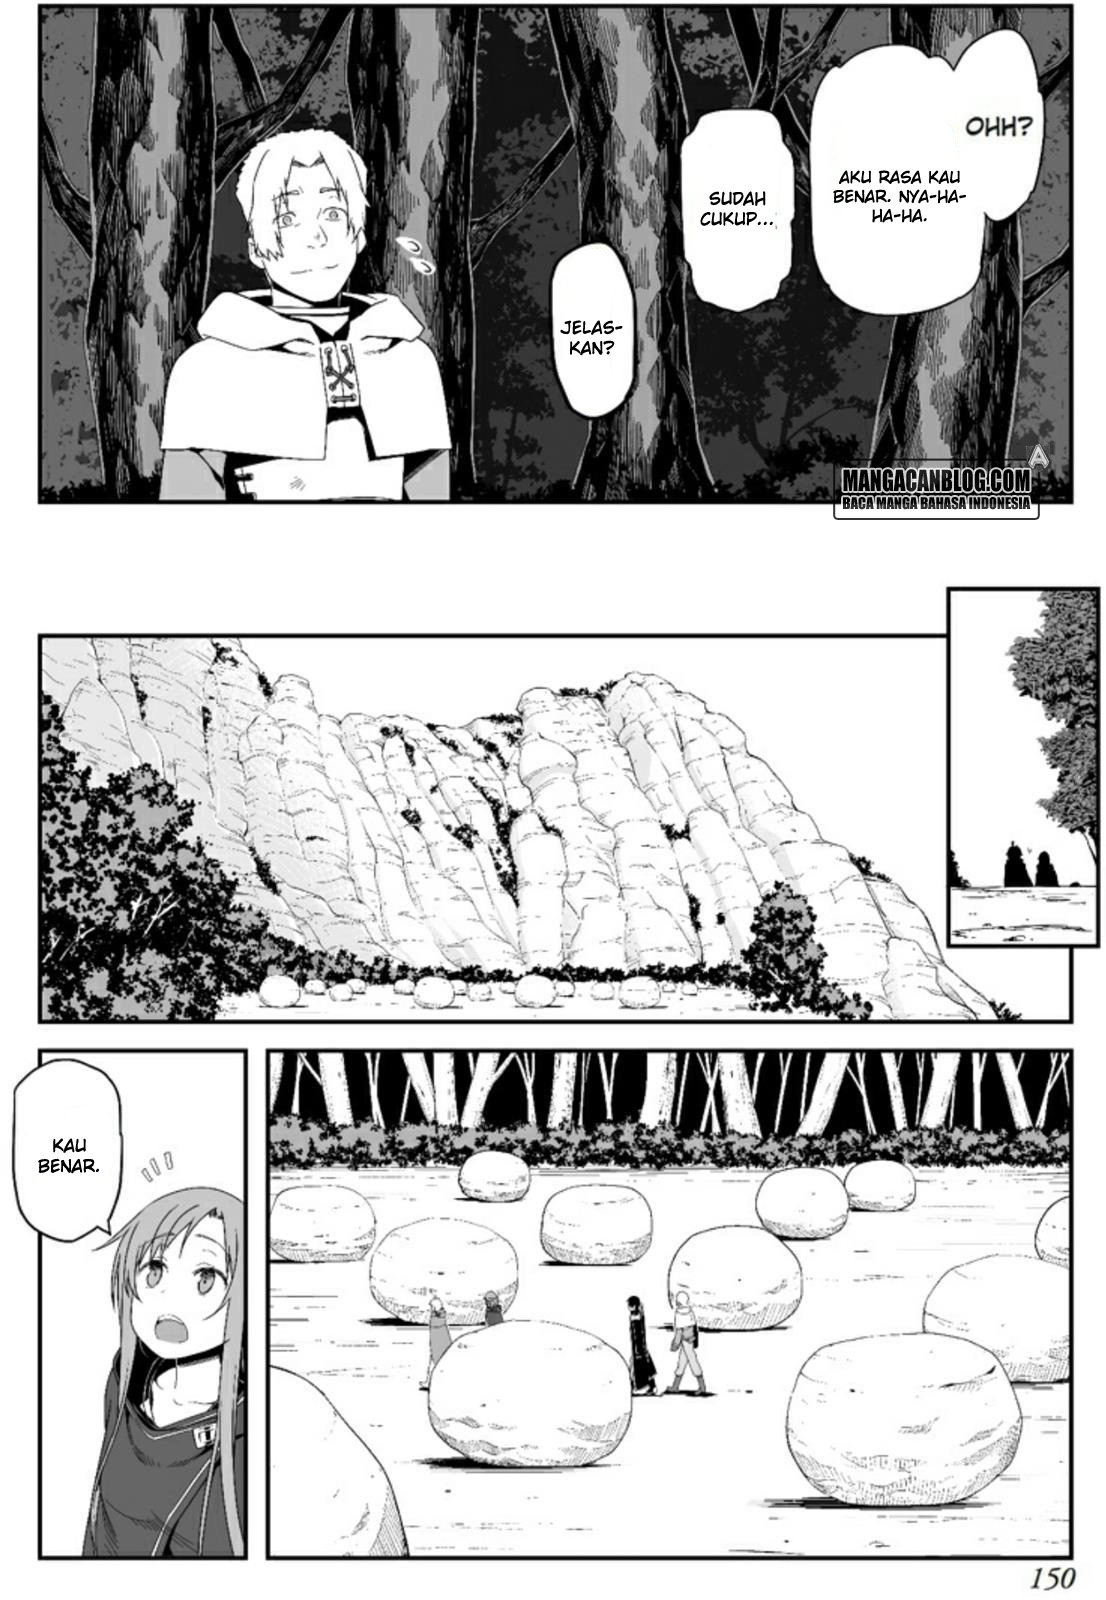 OHH?
AKU RASA KAU
BENAR. NYA-HA-
HA-HA.
SUDAH
CUKUP...
JELAS-
KAN?
MANGACANBLOG.COM
BACA MANGA BAHASA INDONESIA
KAU
BENAR.
150